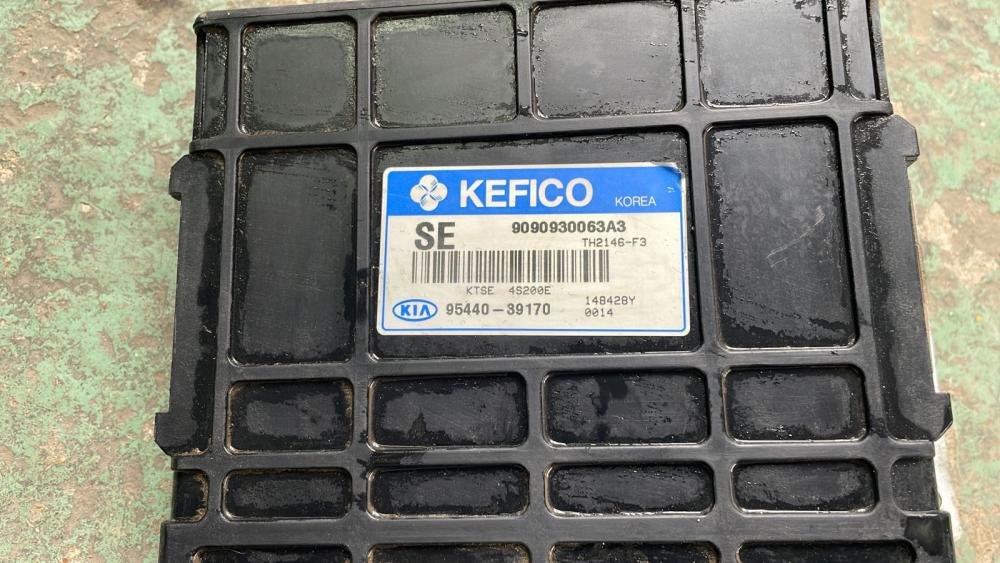 KEFICO KOREA
SE 9090930063A3
TH2146-F3
KTSE 4S200E
148428Y
KIA 95440-39170 0014